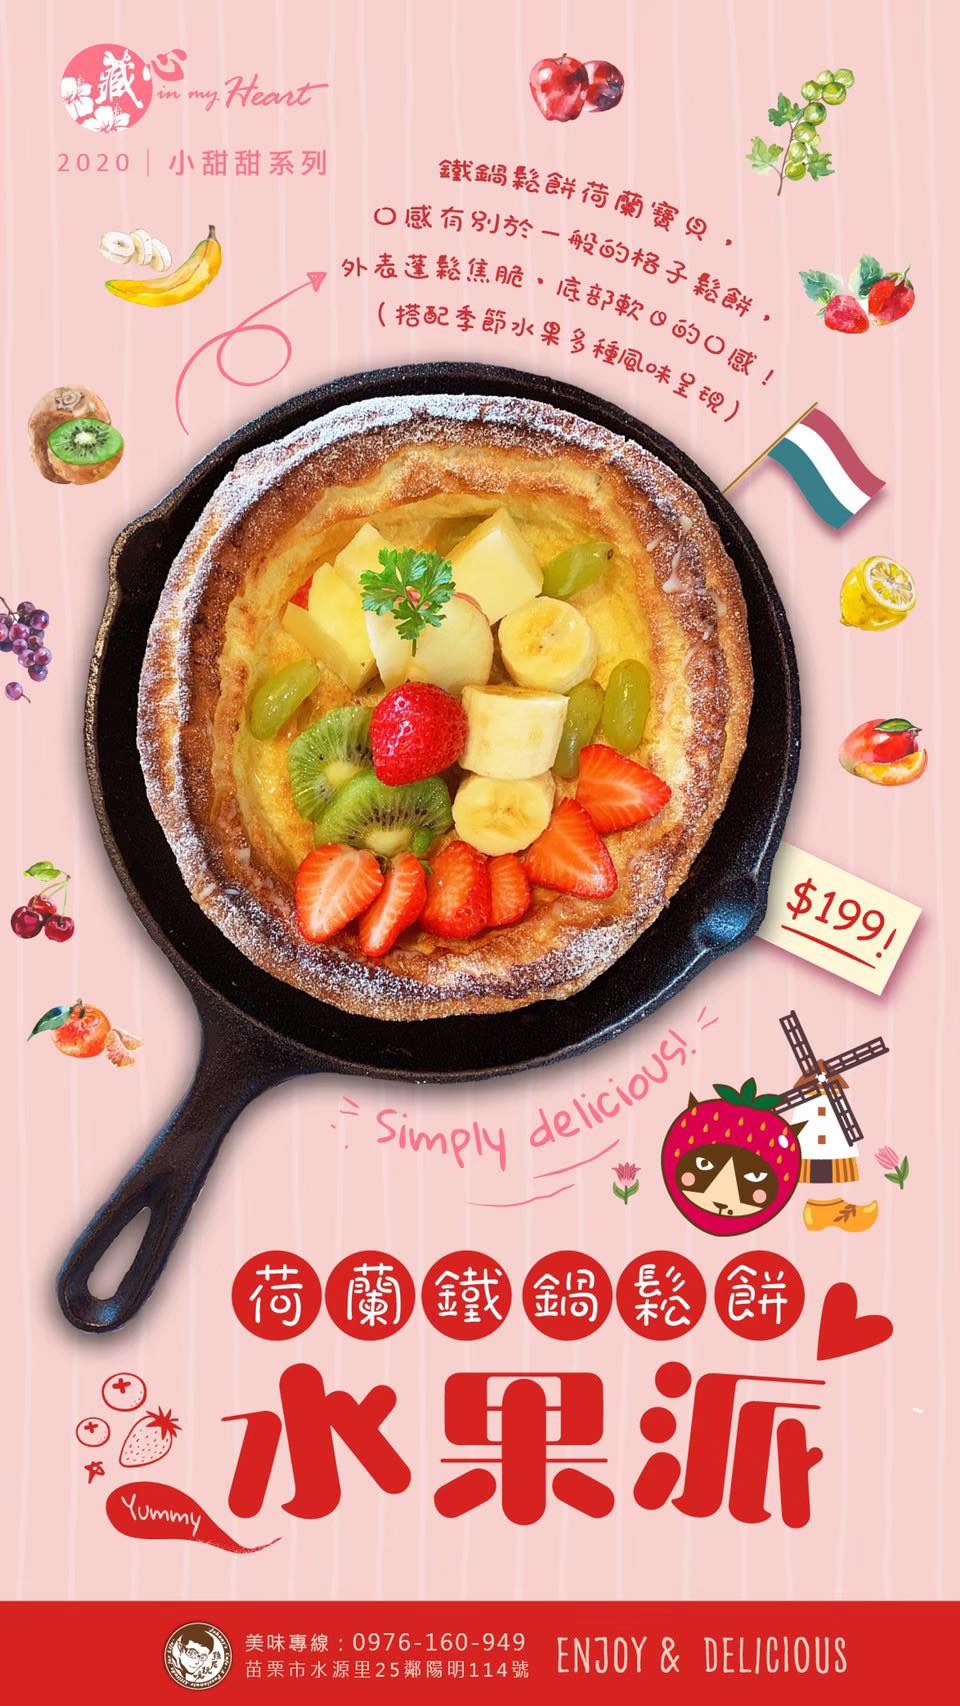 藏心 in my Heart
2020｜小甜甜系列
鐵鍋鬆餅荷蘭寶貝，
口感有別於一般的格子鬆餅，
外表蓬鬆焦脆，底部軟Q的口感！
（搭配季節水果多種風味呈現）
$199!
Simply delicious!
荷蘭鐵鍋鬆餅
水果派
Yummy
美味專線：0976-160-949
苗栗市水源里25鄰陽明114號
ENJOY & DELICIOUS